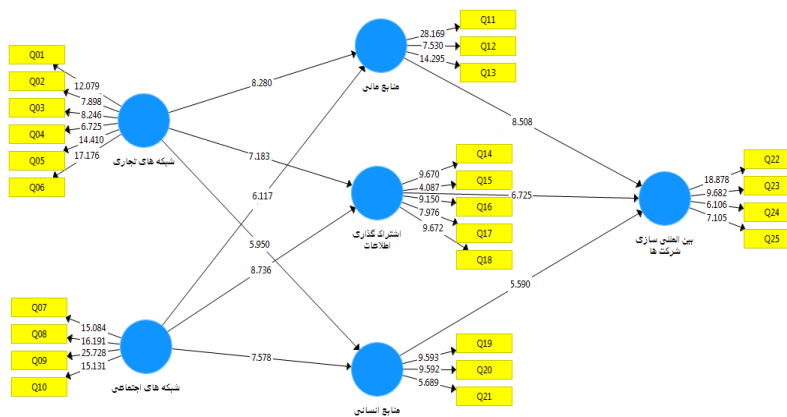 Q01
Q02
Q03
Q04
Q05
Q06
12.079
7.898
8.246
6.725
14.410
17.176
شبکه های تجاری
Q07
Q08
Q09
Q10
15.084
16.191
25.728
15.131
شبکه های اجتماعی
8.280
7.183
6.117
5.950
8.736
7.578
Q11
Q12
Q13
28.169
7.530
14.295
منابع مالی
Q14
Q15
Q16
Q17
Q18
9.670
4.087
9.150
7.976
9.672
اشتراک گذاری
اطلاعات
Q19
Q20
Q21
9.593
9.592
5.689
منابع انسانی
8.508
6.725
5.590
Q22
Q23
Q24
Q25
18.878
9.682
6.106
7.105
بین المللی سازی
شرکت ها